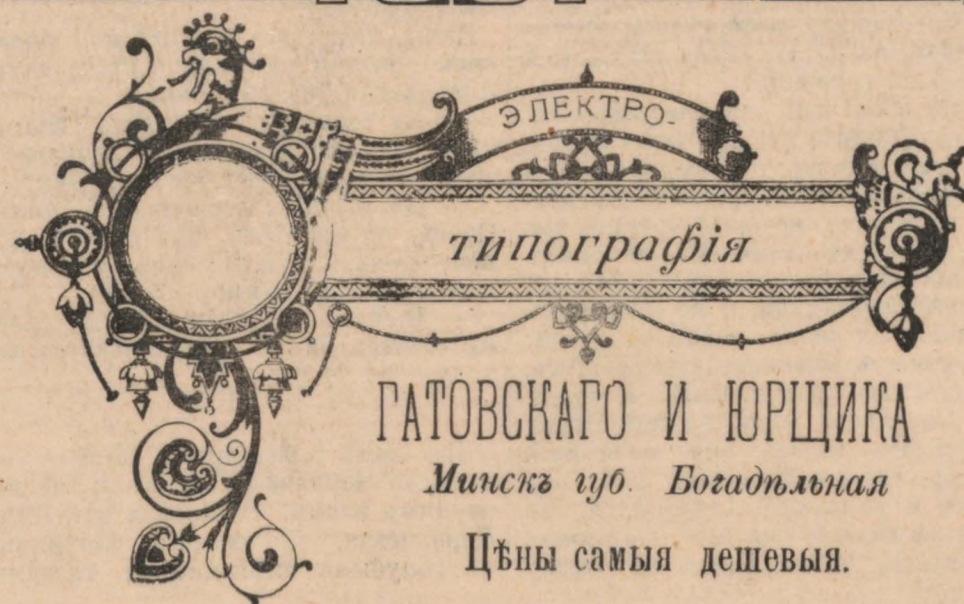 ЭЛЕКТРО-
типографія
ГАТОВСКАГО И ЮРЩИКА
Минскъ губ. Богадѣльная
Цѣны самыя дешевыя.